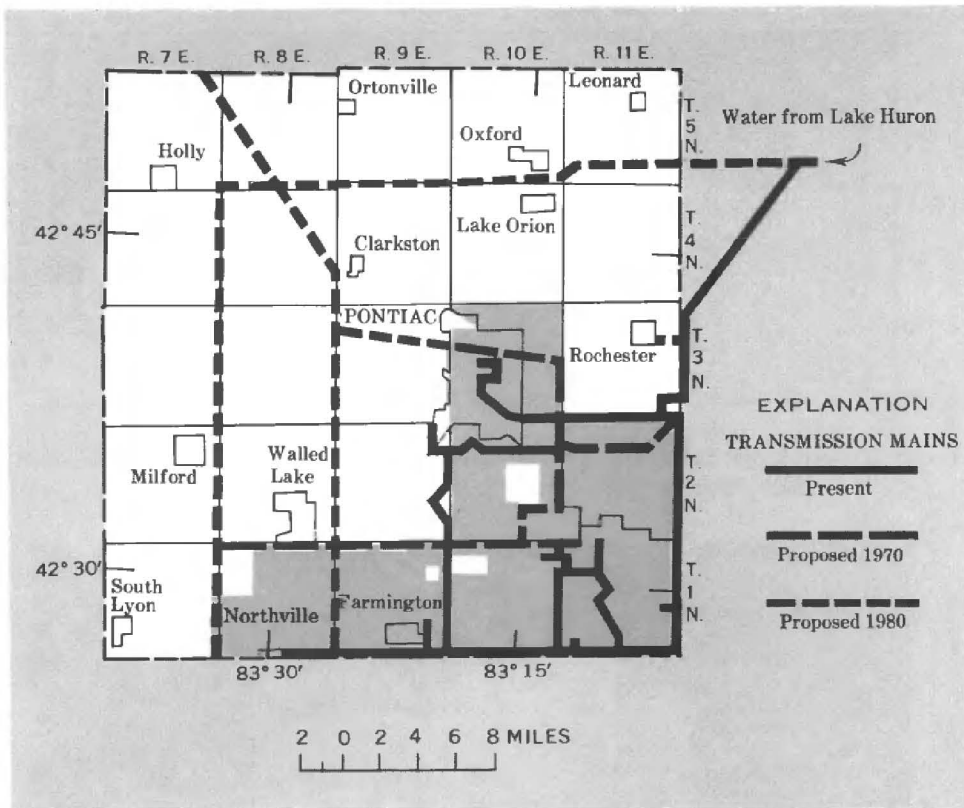 R. 7 E. R. 8 E. R. 9 E. R. 10 E. R. 11 E.
Ortonville
Leonard
T. 5 N.
Water from Lake Huron
Oxford
Holly
42° 45′
Lake Orion
T. 4 N.
Clarkston
PONTIAC
Rochester
T. 3 N.
EXPLANATION
TRANSMISSION MAINS
Present
Proposed 1970
Proposed 1980
Milford
Walled
Lake
T. 2 N.
42° 30′
South
Lyon
Northville
Farmington
T. 1 N.
83° 30′
83° 15′
2 0 2 4 6 8 MILES